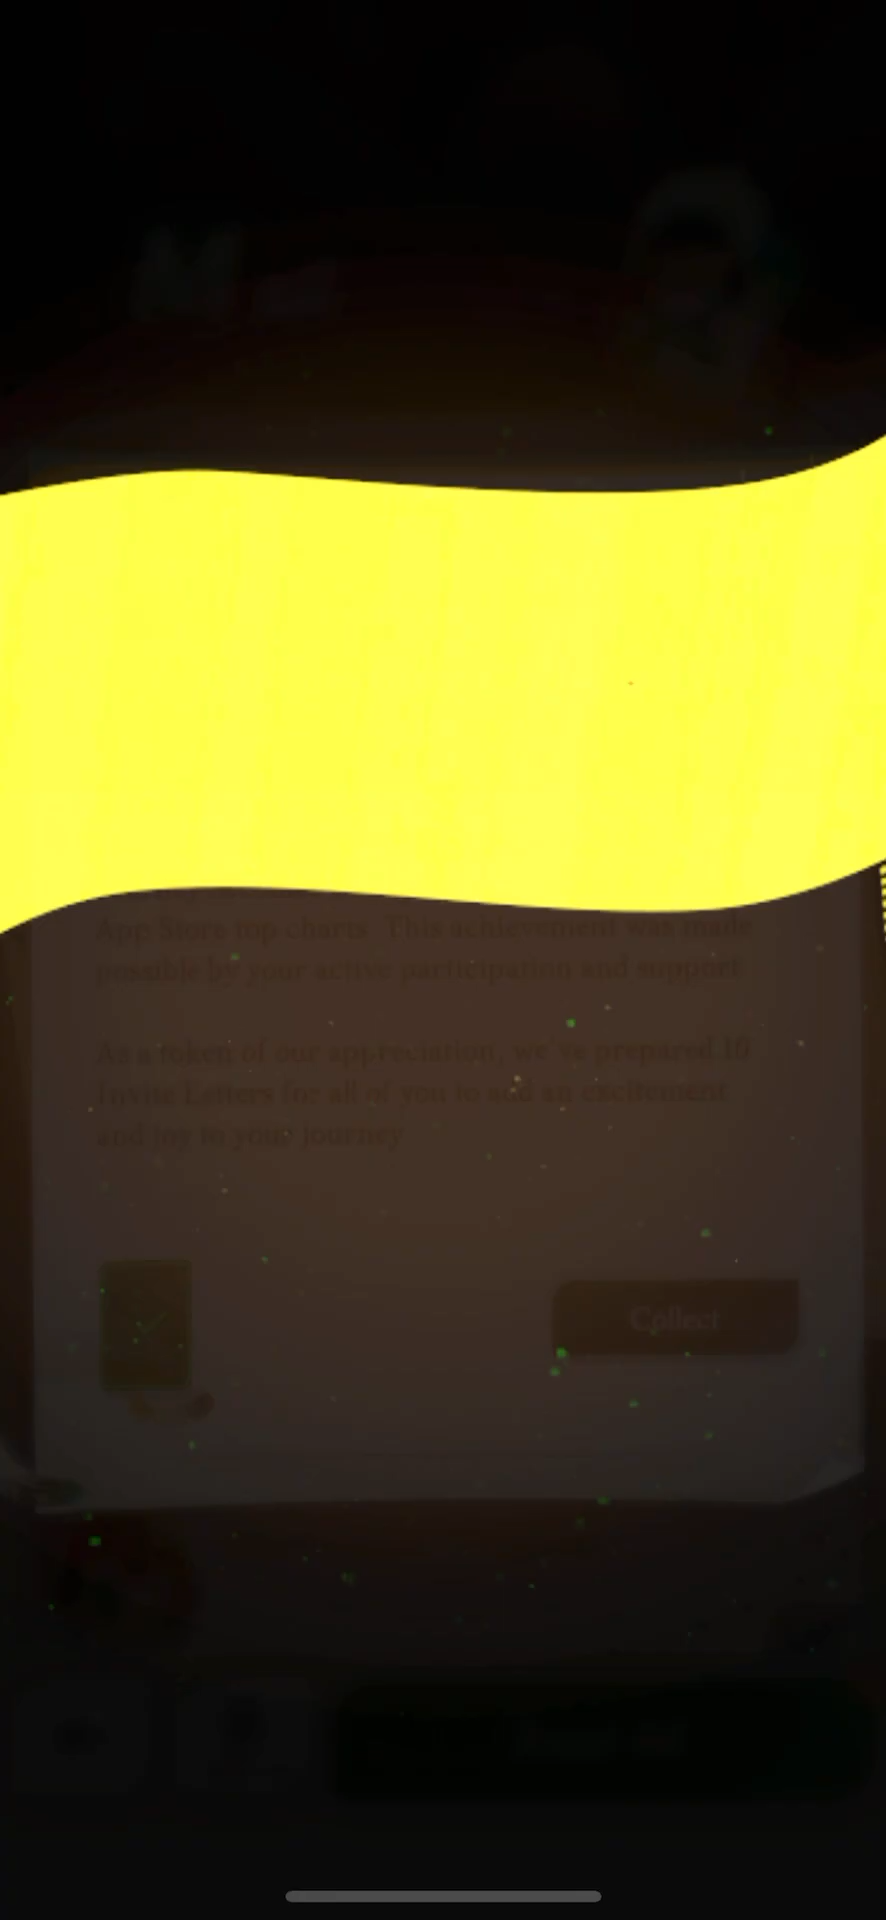 App Store top charts. This achievement was made
possible by your active participation and support.
As a token of our appreciation, we've prepared 10
Invite Letters for all of you to add an excitement
and joy to your journey
Collect